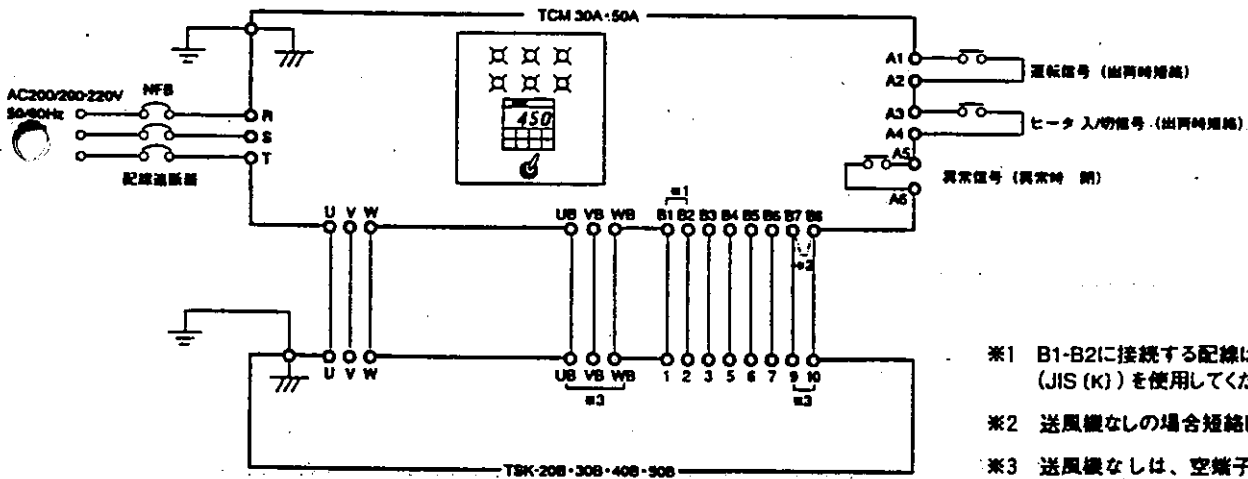 TCM 30A・50A
AC200/200-220V
50/60Hz
NFB
R
S
T
配線遮断器
450
A1
A2
運転信号 (出荷時短絡)
A3
A4
ヒータ 入/切信号 (出荷時短絡)
A5
A6
異常信号 (異常時 閉)
※1
U V W UB VB WB B1 B2 B3 B4 B5 B6 B7 B8
※2
U V W UB VB WB 1 2 3 5 6 7 9 10
※3 ※3
TSK-20B・30B・40B・50B
※1 B1-B2に接続する配線は
(JIS (K) ) を使用してくだ
※2 送風機なしの場合短絡
※3 送風機なしは、空端子